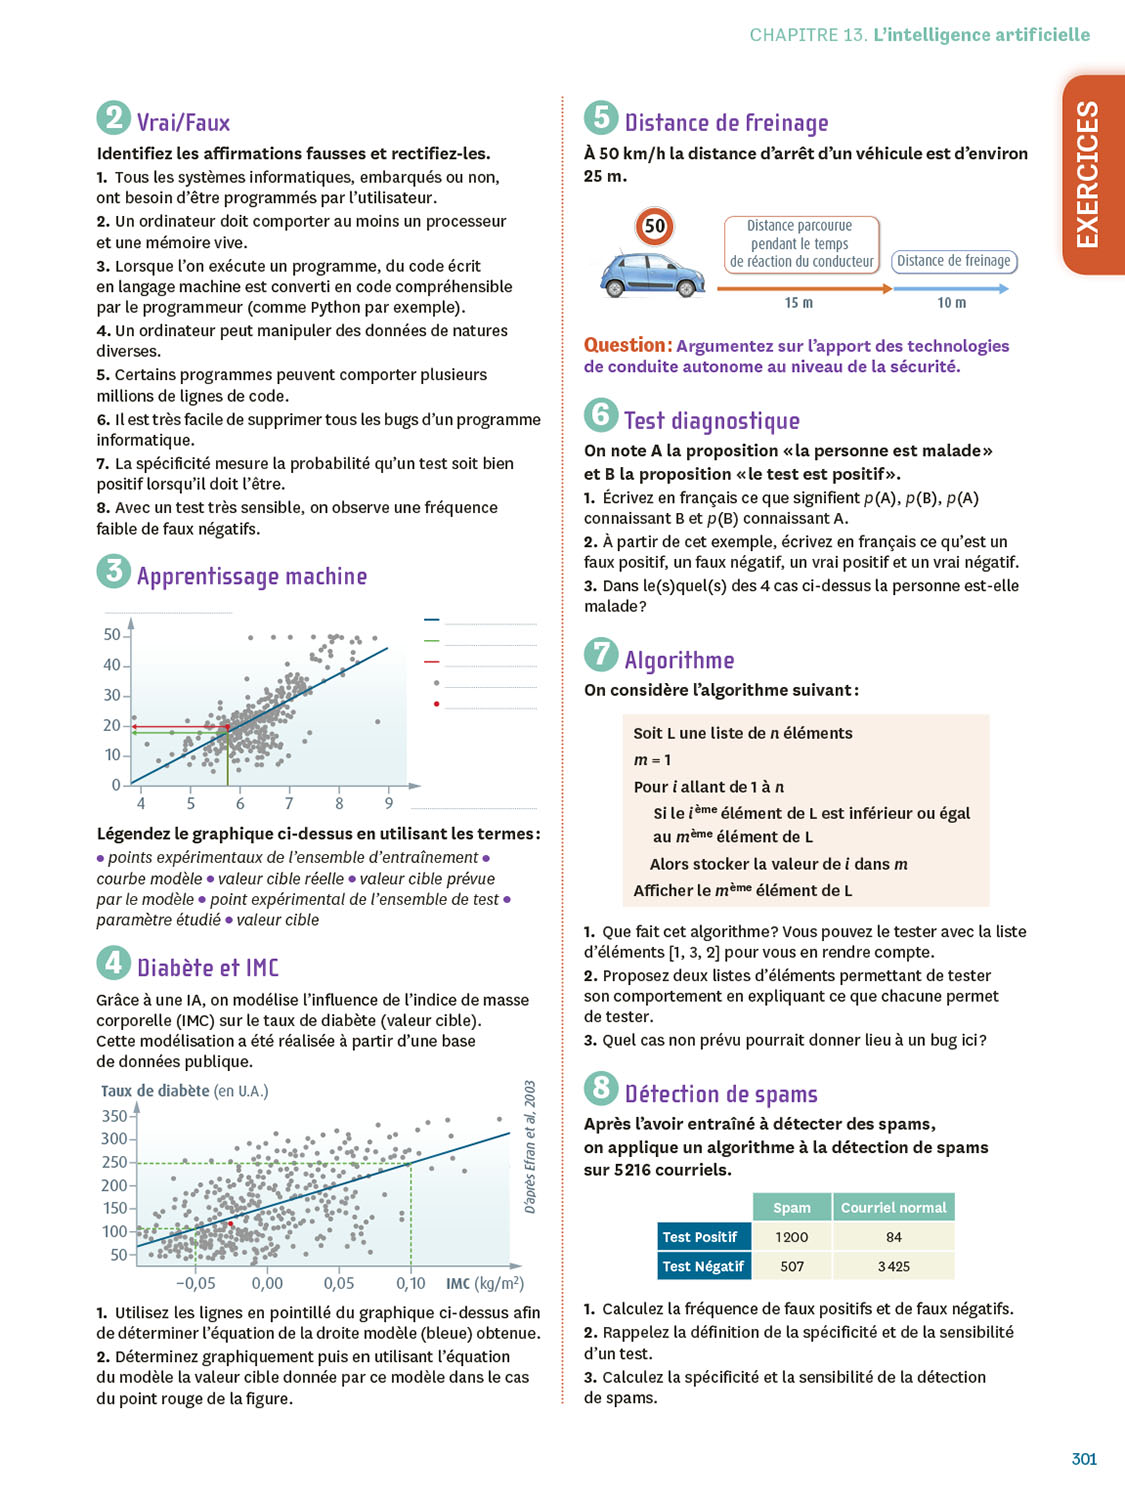 CHAPITRE 13. L'intelligence artificielle
EXERCICES
2 Vrai/Faux
Identifiez les affirmations fausses et rectifiez-les.
1. Tous les systèmes informatiques, embarqués ou non,
ont besoin d'être programmés par l'utilisateur.
2. Un ordinateur doit comporter au moins un processeur
et une mémoire vive.
3. Lorsque l'on exécute un programme, du code écrit
en langage machine est converti en code compréhensible
par le programmeur (comme Python par exemple).
4. Un ordinateur peut manipuler des données de natures
diverses.
5. Certains programmes peuvent comporter plusieurs
millions de lignes de code.
6. Il est très facile de supprimer tous les bugs d'un programme
informatique.
7. La spécificité mesure la probabilité qu'un test soit bien
positif lorsqu'il doit l'être.
8. Avec un test très sensible, on observe une fréquence
faible de faux négatifs.
3 Apprentissage machine
50
40
30
20
10
0
4 5 6 7 8 9
Légendez le graphique ci-dessus en utilisant les termes :
• points expérimentaux de l'ensemble d'entraînement •
courbe modèle • valeur cible réelle • valeur cible prévue
par le modèle • point expérimental de l'ensemble de test •
paramètre étudié • valeur cible
4 Diabète et IMC
Grâce à une IA, on modélise l'influence de l'indice de masse
corporelle (IMC) sur le taux de diabète (valeur cible).
Cette modélisation a été réalisée à partir d'une base
de données publique.
Taux de diabète (en U.A.)
350
300
250
200
150
100
50
−0,05 0,00 0,05 0,10 IMC (kg/m²)
D'après Efran et al, 2003
1. Utilisez les lignes en pointillé du graphique ci-dessus afin
de déterminer l'équation de la droite modèle (bleue) obtenue.
2. Déterminez graphiquement puis en utilisant l'équation
du modèle la valeur cible donnée par ce modèle dans le cas
du point rouge de la figure.
5 Distance de freinage
À 50 km/h la distance d'arrêt d'un véhicule est d'environ
25 m.
50
Distance parcourue
pendant le temps
de réaction du conducteur
Distance de freinage
15 m 10 m
Question : Argumentez sur l'apport des technologies
de conduite autonome au niveau de la sécurité.
6 Test diagnostique
On note A la proposition «la personne est malade»
et B la proposition «le test est positif».
1. Écrivez en français ce que signifient p(A), p(B), p(A)
connaissant B et p(B) connaissant A.
2. À partir de cet exemple, écrivez en français ce qu'est un
faux positif, un faux négatif, un vrai positif et un vrai négatif.
3. Dans le(s)quel(s) des 4 cas ci-dessus la personne est-elle
malade ?
7 Algorithme
On considère l'algorithme suivant :
Soit L une liste de n éléments
m = 1
Pour i allant de 1 à n
Si le ième élément de L est inférieur ou égal
au mème élément de L
Alors stocker la valeur de i dans m
Afficher le mème élément de L
1. Que fait cet algorithme ? Vous pouvez le tester avec la liste
d'éléments [1, 3, 2] pour vous en rendre compte.
2. Proposez deux listes d'éléments permettant de tester
son comportement en expliquant ce que chacune permet
de tester.
3. Quel cas non prévu pourrait donner lieu à un bug ici ?
8 Détection de spams
Après l'avoir entraîné à détecter des spams,
on applique un algorithme à la détection de spams
sur 5 216 courriels.
Spam Courriel normal
Test Positif 1 200 84
Test Négatif 507 3 425
1. Calculez la fréquence de faux positifs et de faux négatifs.
2. Rappelez la définition de la spécificité et de la sensibilité
d'un test.
3. Calculez la spécificité et la sensibilité de la détection
de spams.
301